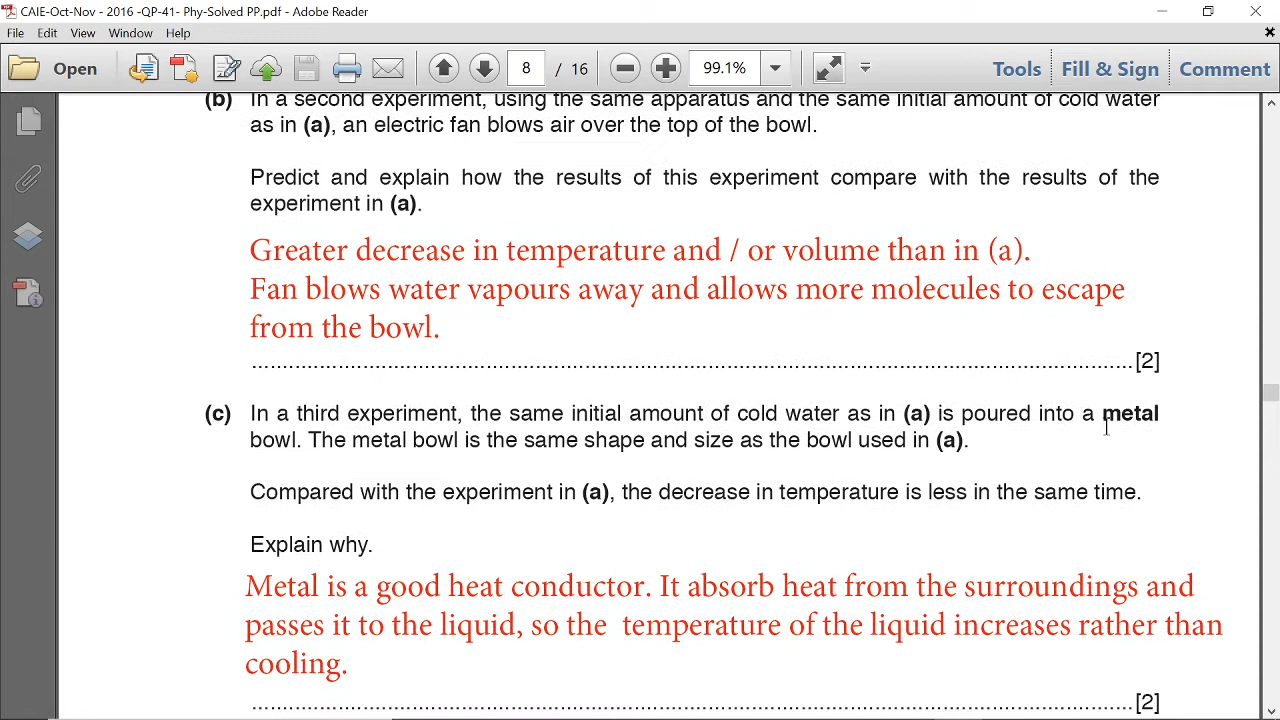 CAIE-Oct-Nov - 2016 -QP-41- Phy-Solved PP.pdf - Adobe Reader
File Edit View Window Help
Open 8 / 16 99.1% Tools Fill & Sign Comment
(b) In a second experiment, using the same apparatus and the same initial amount of cold water
as in (a), an electric fan blows air over the top of the bowl.
Predict and explain how the results of this experiment compare with the results of the
experiment in (a).
Greater decrease in temperature and / or volume than in (a).
Fan blows water vapours away and allows more molecules to escape
from the bowl.
..........................................................................................................................................[2]
(c) In a third experiment, the same initial amount of cold water as in (a) is poured into a metal
bowl. The metal bowl is the same shape and size as the bowl used in (a).
Compared with the experiment in (a), the decrease in temperature is less in the same time.
Explain why.
Metal is a good heat conductor. It absorb heat from the surroundings and
passes it to the liquid, so the temperature of the liquid increases rather than
cooling.
..........................................................................................................................................[2]